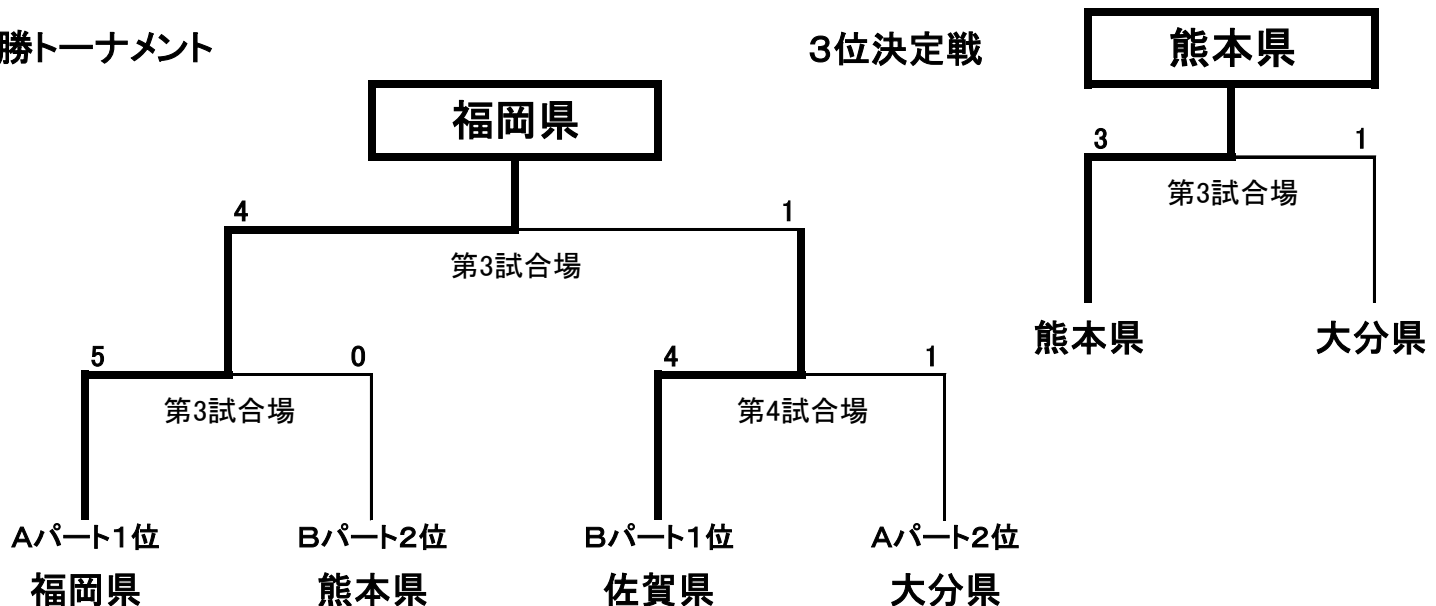 勝トーナメント
福岡県
4 1
第3試合場
5 0 4 1
第3試合場 第4試合場
Aパート1位 Bパート2位 Bパート1位 Aパート2位
福岡県 熊本県 佐賀県 大分県
3位決定戦
熊本県
3 1
第3試合場
熊本県 大分県